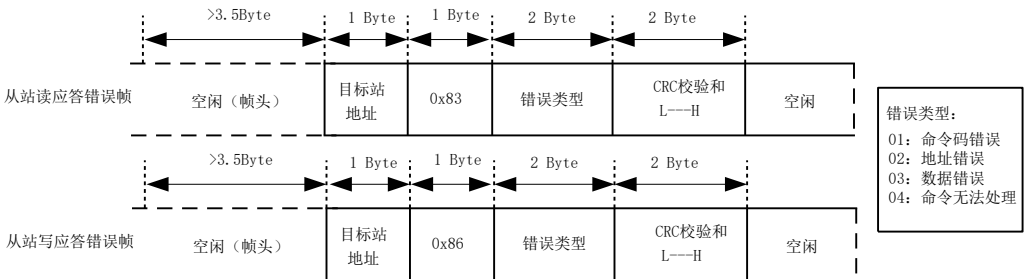 >3.5Byte 1 Byte 1 Byte 2 Byte 2 Byte
从站读应答错误帧 空闲（帧头） 目标站地址 0x83 错误类型 CRC校验和 L---H 空闲
>3.5Byte 1 Byte 1 Byte 2 Byte 2 Byte
从站写应答错误帧 空闲（帧头） 目标站地址 0x86 错误类型 CRC校验和 L---H 空闲
错误类型：
01：命令码错误
02：地址错误
03：数据错误
04：命令无法处理